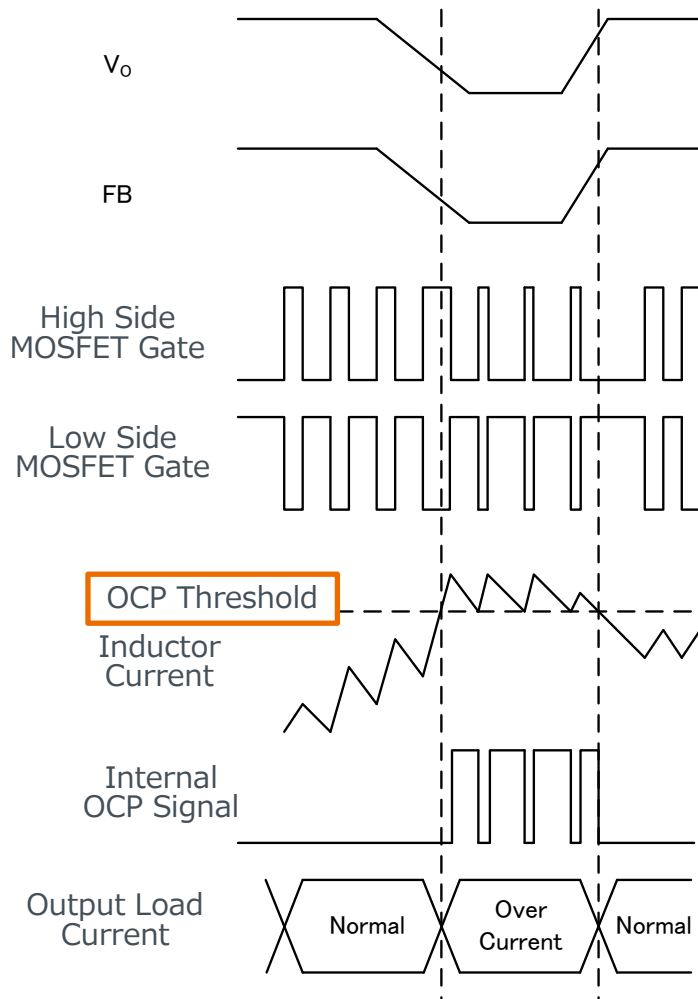 VO
FB
High Side
MOSFET Gate
Low Side
MOSFET Gate
OCP Threshold
Inductor
Current
Internal
OCP Signal
Output Load
Current
Normal
Over
Current
Normal